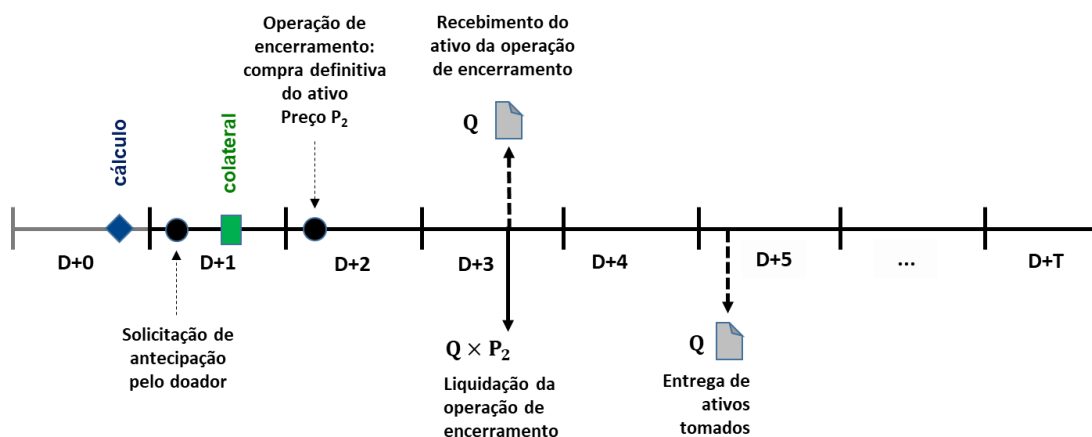 Operação de
encerramento:
compra definitiva
do ativo
Preço P₂
Recebimento do
ativo da operação
de encerramento
Q
cálculo
colateral
D+0
D+1
D+2
D+3
D+4
D+5
...
D+T
Solicitação de
antecipação
pelo doador
Q × P₂
Liquidação da
operação de
encerramento
Q
Entrega de
ativos
tomados